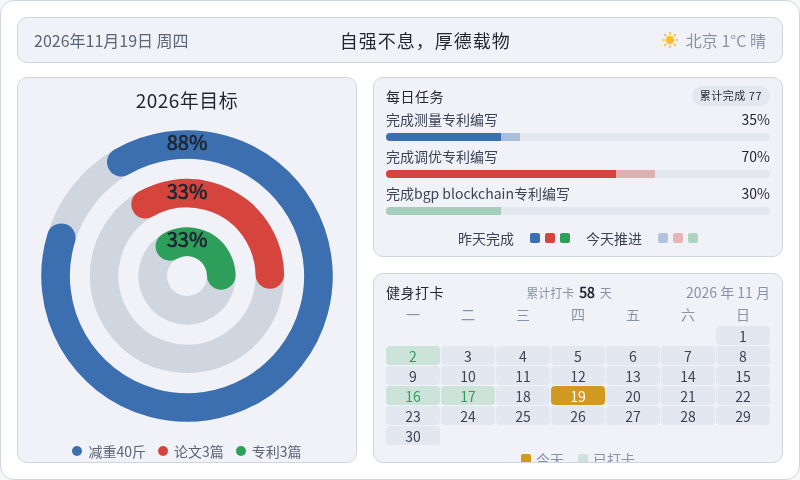 2026年11月19日 周四
自强不息，厚德载物
北京 1°C 晴
2026年目标
88%
33%
33%
减重40斤 论文3篇 专利3篇
每日任务
累计完成 77
完成测量专利编写 35%
完成调优专利编写 70%
完成bgp blockchain专利编写 30%
昨天完成 今天推进
健身打卡 累计打卡 58 天 2026 年 11 月
一 二 三 四 五 六 日
1
2 3 4 5 6 7 8
9 10 11 12 13 14 15
16 17 18 19 20 21 22
23 24 25 26 27 28 29
30
今天 已打卡